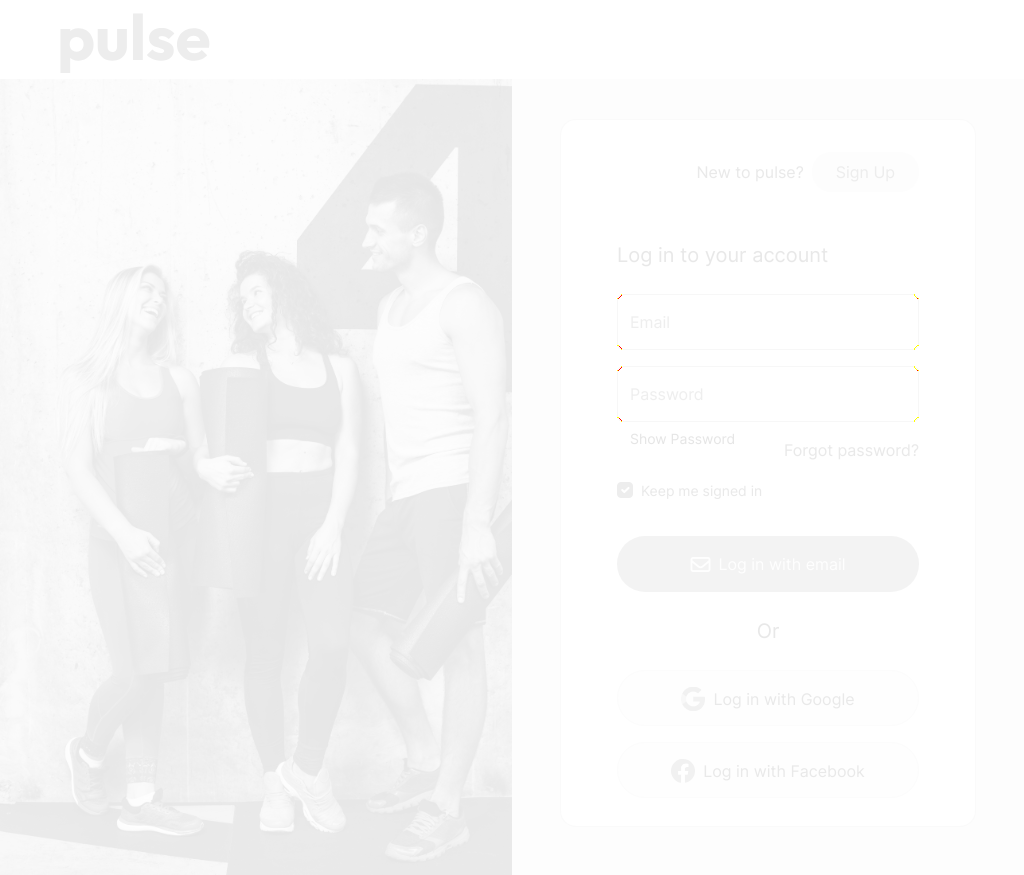 pulse
New to pulse? Sign Up
Log in to your account
Email
Password
Show Password
Forgot password?
Keep me signed in
Log in with email
Or
Log in with Google
Log in with Facebook